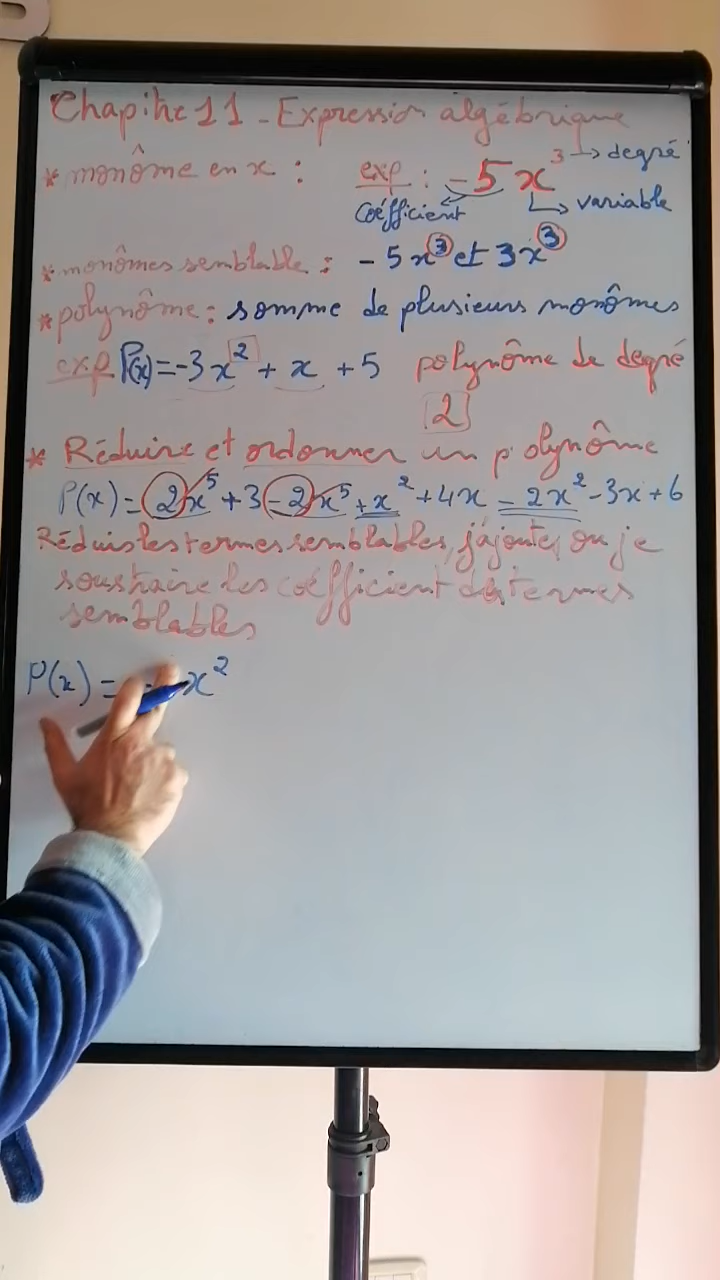 Chapitre 11 - Expression algébrique
* monôme en x : exp : -5x³ → degré
coéfficient variable
* monômes semblable : -5x³ et 3x³
* polynôme : somme de plusieurs monômes
exp P(x) = -3x² + x + 5 polynôme de degré
2
* Réduire et ordonner un polynôme
P(x) = 2x⁵ + 3 - 2x⁵ + x² + 4x - 2x² - 3x + 6
Réduis les termes semblables, j'ajoute, ou je
soustraire les coéfficient des termes
semblables
P(x) = x²